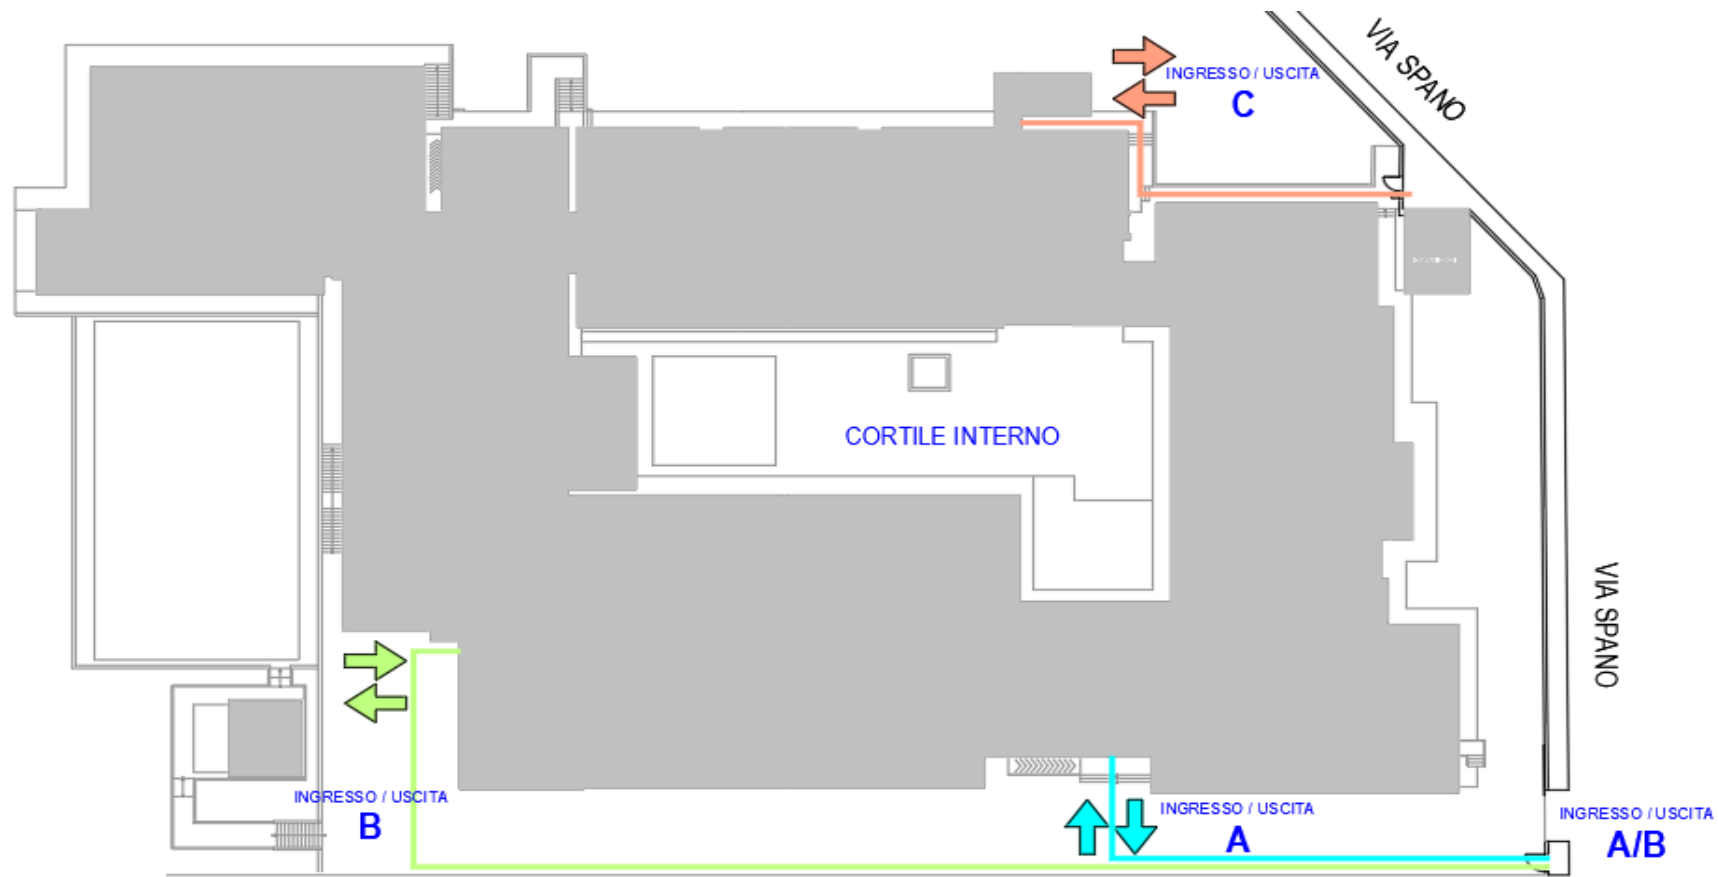 VIA SPANO
INGRESSO / USCITA
C
CORTILE INTERNO
VIA SPANO
INGRESSO / USCITA
B
INGRESSO / USCITA
A
INGRESSO / USCITA
A/B